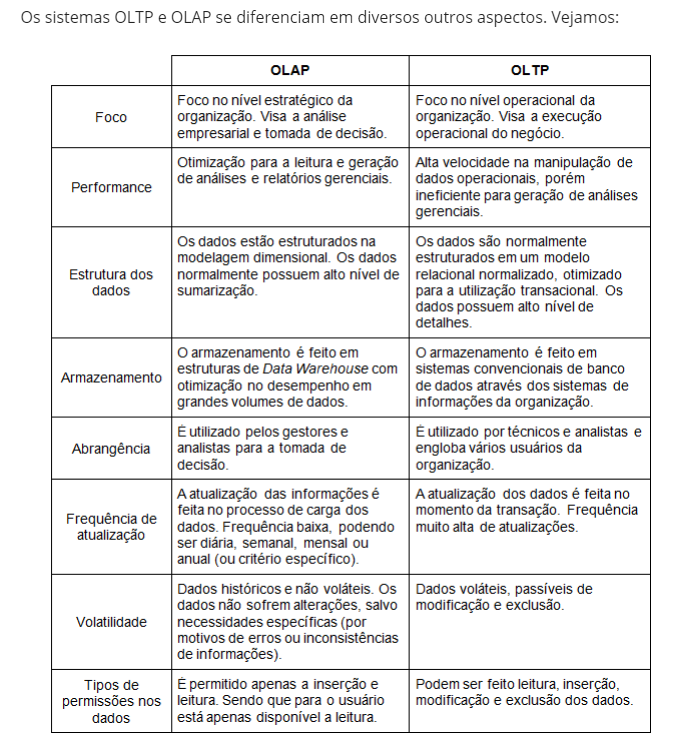 Os sistemas OLTP e OLAP se diferenciam em diversos outros aspectos. Vejamos:
OLAP
OLTP
Foco
Foco no nível estratégico da
organização. Visa a análise
empresarial e tomada de decisão.
Foco no nível operacional da
organização. Visa a execução
operacional do negócio.
Performance
Otimização para a leitura e geração
de análises e relatórios gerenciais.
Alta velocidade na manipulação de
dados operacionais, porém
ineficiente para geração de análises
gerenciais.
Estrutura dos
dados
Os dados estão estruturados na
modelagem dimensional. Os dados
normalmente possuem alto nível de
sumarização.
Os dados são normalmente
estruturados em um modelo
relacional normalizado, otimizado
para a utilização transacional. Os
dados possuem alto nível de
detalhes.
Armazenamento
O armazenamento é feito em
estruturas de Data Warehouse com
otimização no desempenho em
grandes volumes de dados.
O armazenamento é feito em
sistemas convencionais de banco
de dados através dos sistemas de
informações da organização.
Abrangência
É utilizado pelos gestores e
analistas para a tomada de
decisão.
É utilizado por técnicos e analistas e
engloba vários usuários da
organização.
Frequência de
atualização
A atualização das informações é
feita no processo de carga dos
dados. Frequência baixa, podendo
ser diária, semanal, mensal ou
anual (ou critério específico).
A atualização dos dados é feita no
momento da transação. Frequência
muito alta de atualizações.
Volatilidade
Dados históricos e não voláteis. Os
dados não sofrem alterações, salvo
necessidades específicas (por
motivos de erros ou inconsistências
de informações).
Dados voláteis, passíveis de
modificação e exclusão.
Tipos de
permissões nos
dados
É permitido apenas a inserção e
leitura. Sendo que para o usuário
está apenas disponível a leitura.
Podem ser feito leitura, inserção,
modificação e exclusão dos dados.